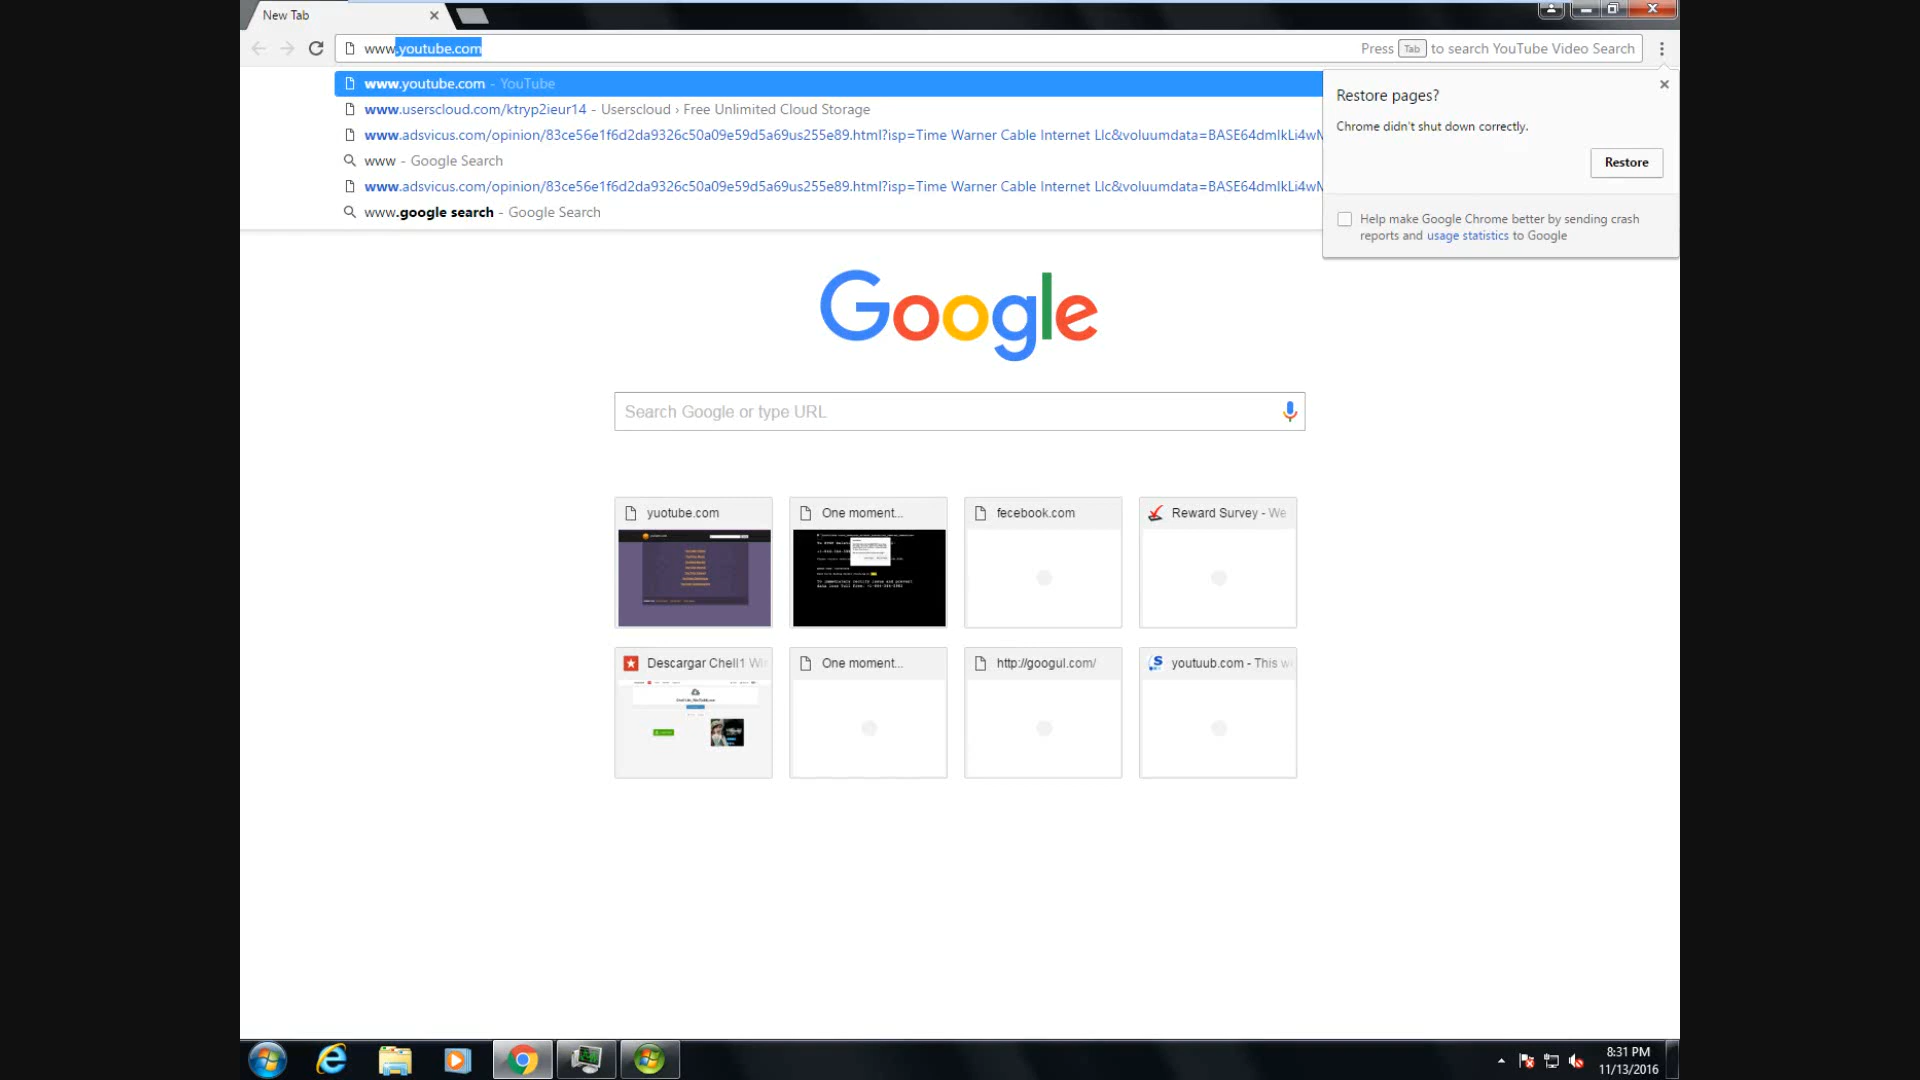 New Tab
www.youtube.com
Press Tab to search YouTube Video Search
www.youtube.com - YouTube
www.userscloud.com/ktryp2ieur14 - Userscloud › Free Unlimited Cloud Storage
www.adsvicus.com/opinion/83ce56e1f6d2da9326c50a09e59d5a69us255e89.html?isp=Time Warner Cable Internet Llc&voluumdata=BASE64dmlkLi4wM
www - Google Search
www.adsvicus.com/opinion/83ce56e1f6d2da9326c50a09e59d5a69us255e89.html?isp=Time Warner Cable Internet Llc&voluumdata=BASE64dmlkLi4wM
www.google search - Google Search
Restore pages?
Chrome didn't shut down correctly.
Restore
Help make Google Chrome better by sending crash
reports and usage statistics to Google
Google
Search Google or type URL
yuotube.com
One moment...
fecebook.com
Reward Survey - We
Descargar Chell1 Wi
One moment...
http://googul.com/
youtuub.com - This we
8:31 PM
11/13/2016